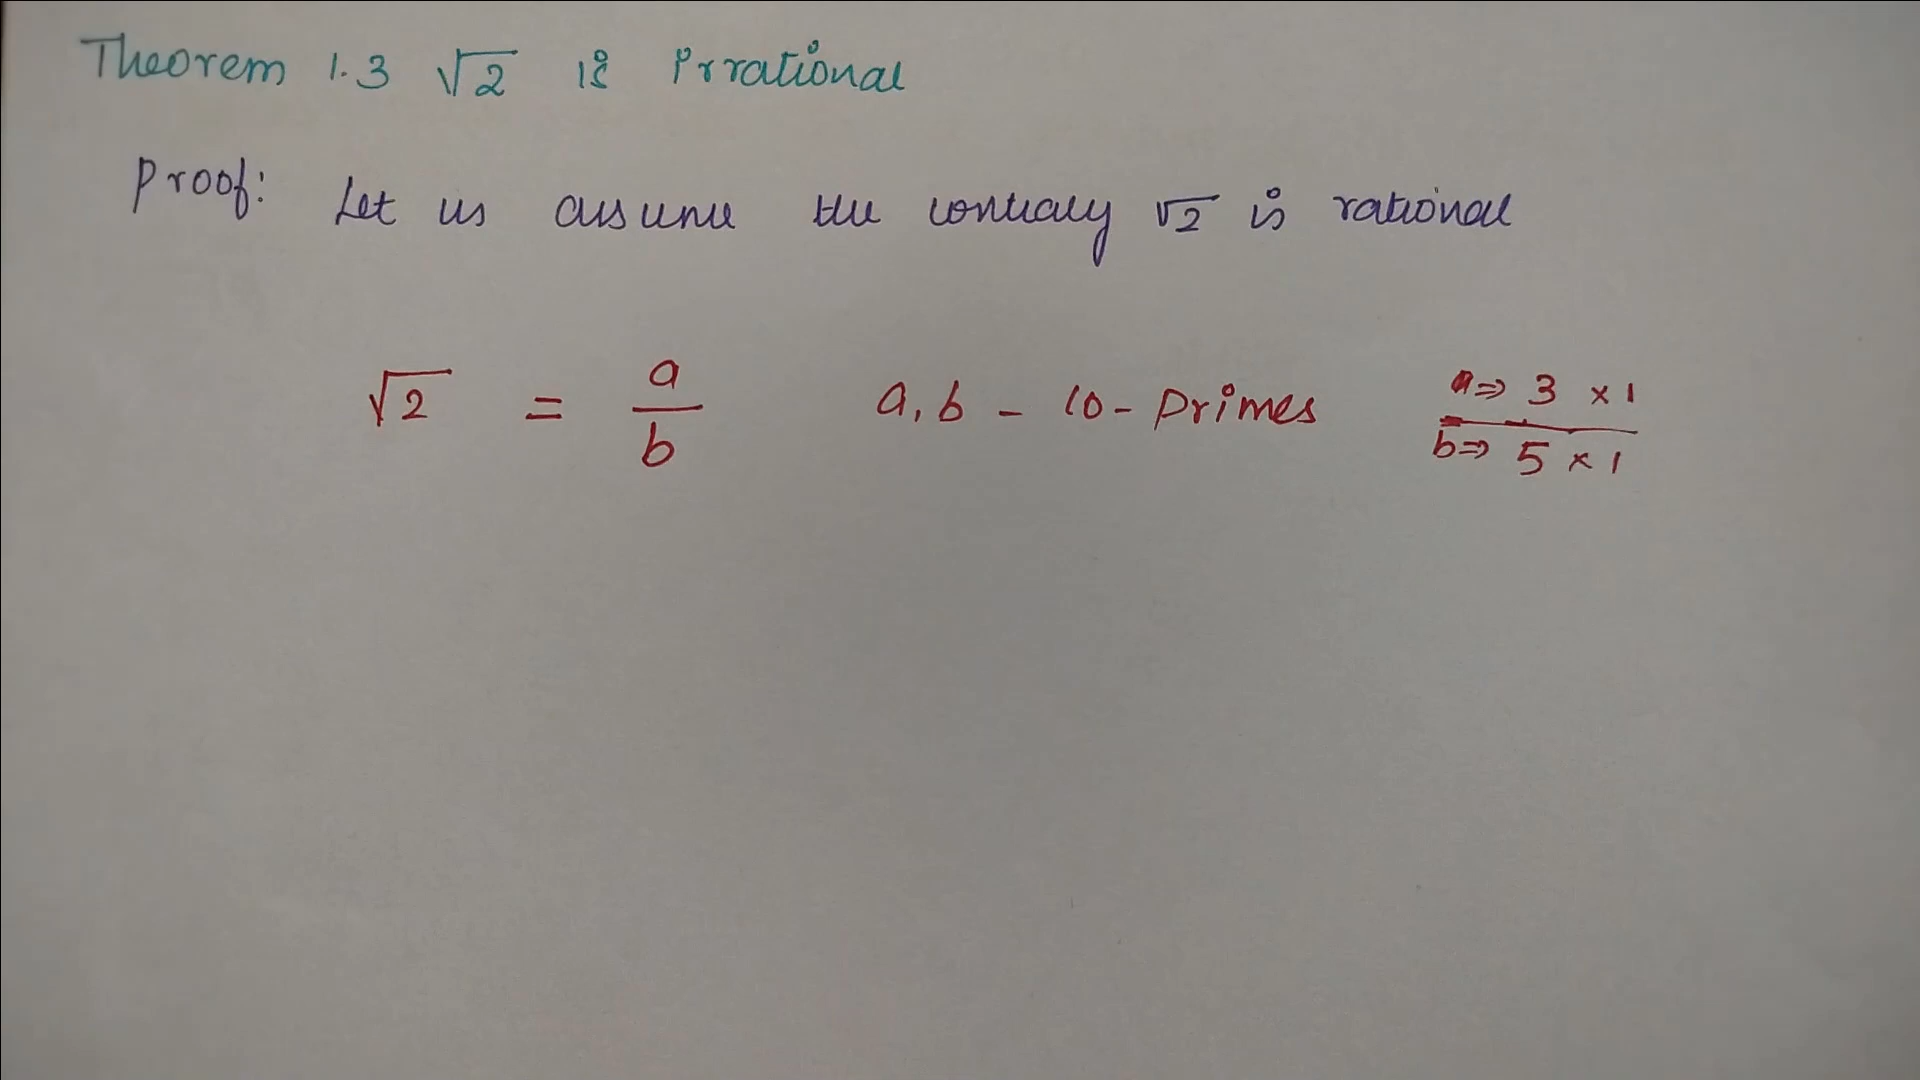 Theorem 1.3 √2 is Irrational
Proof: Let us assume the contrary √2 is rational
√2 = a/b a, b - co-primes a⇒ 3 × 1 / b⇒ 5 × 1